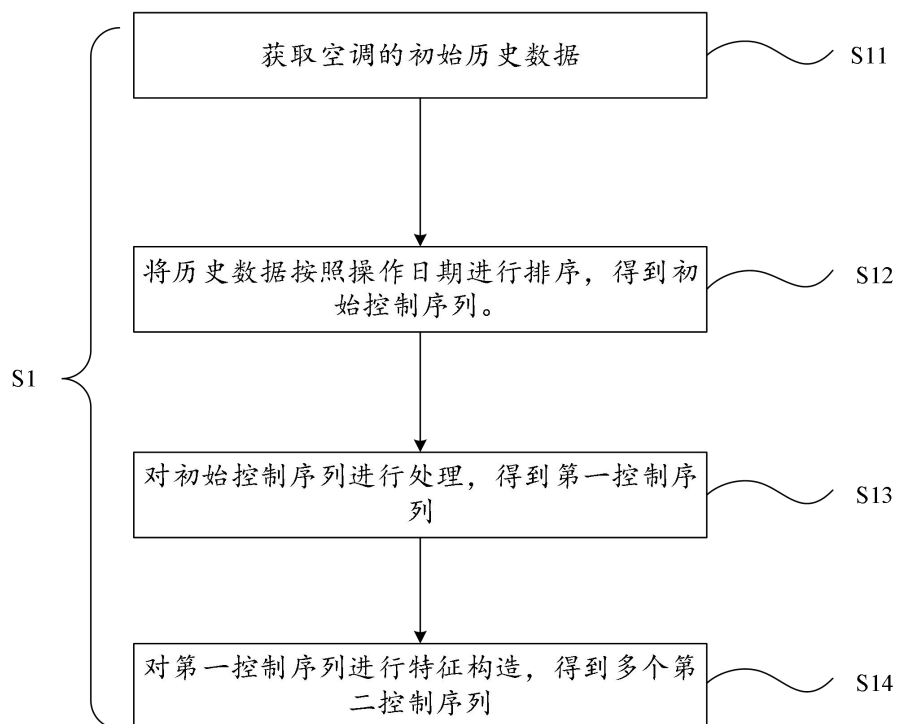 获取空调的初始历史数据
S11
将历史数据按照操作日期进行排序，得到初
始控制序列。
S12
S1
对初始控制序列进行处理，得到第一控制序
列
S13
对第一控制序列进行特征构造，得到多个第
二控制序列
S14